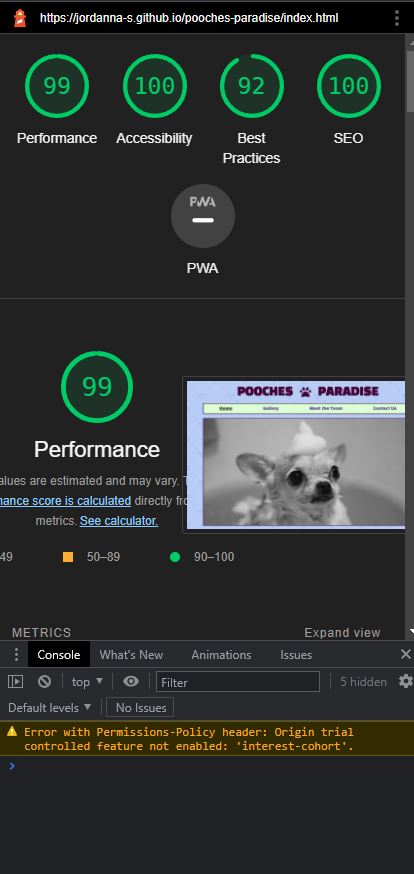 https://jordanna-s.github.io/pooches-paradise/index.html
99 100 92 100
Performance Accessibility Best Practices SEO
PWA
PWA
99
POOCHES PARADISE
Home Gallery Meet the Team Contact Us
Performance
alues are estimated and may vary. T
nance score is calculated directly fro
metrics. See calculator.
49 50–89 90–100
METRICS Expand view
Console What's New Animations Issues
top Filter 5 hidden
Default levels No Issues
Error with Permissions-Policy header: Origin trial
controlled feature not enabled: 'interest-cohort'.